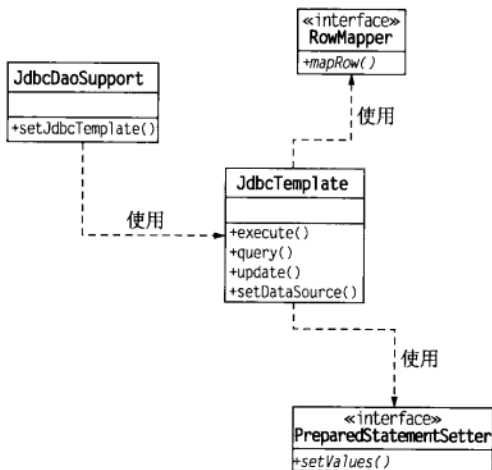 «interface»
RowMapper
+mapRow()
JdbcDaoSupport
+setJdbcTemplate()
使用
JdbcTemplate
使用
+execute()
+query()
+update()
+setDataSource()
使用
«interface»
PreparedStatementSetter
+setValues()